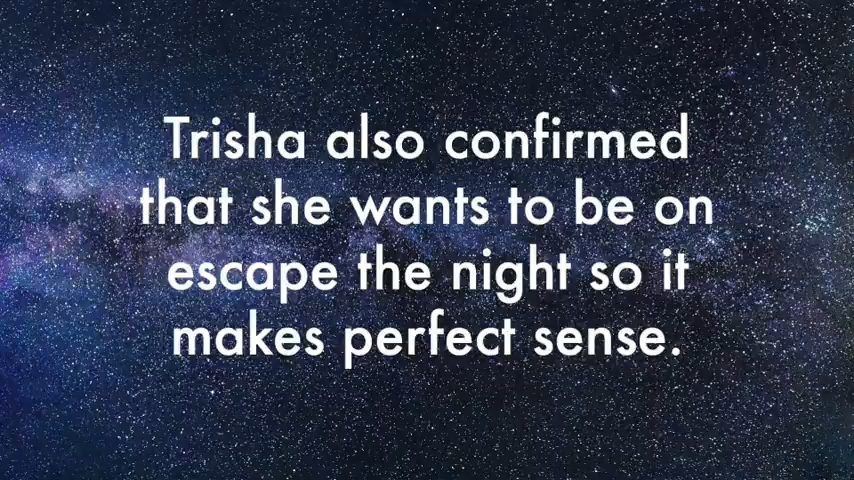 Trisha also confirmed
that she wants to be on
escape the night so it
makes perfect sense.